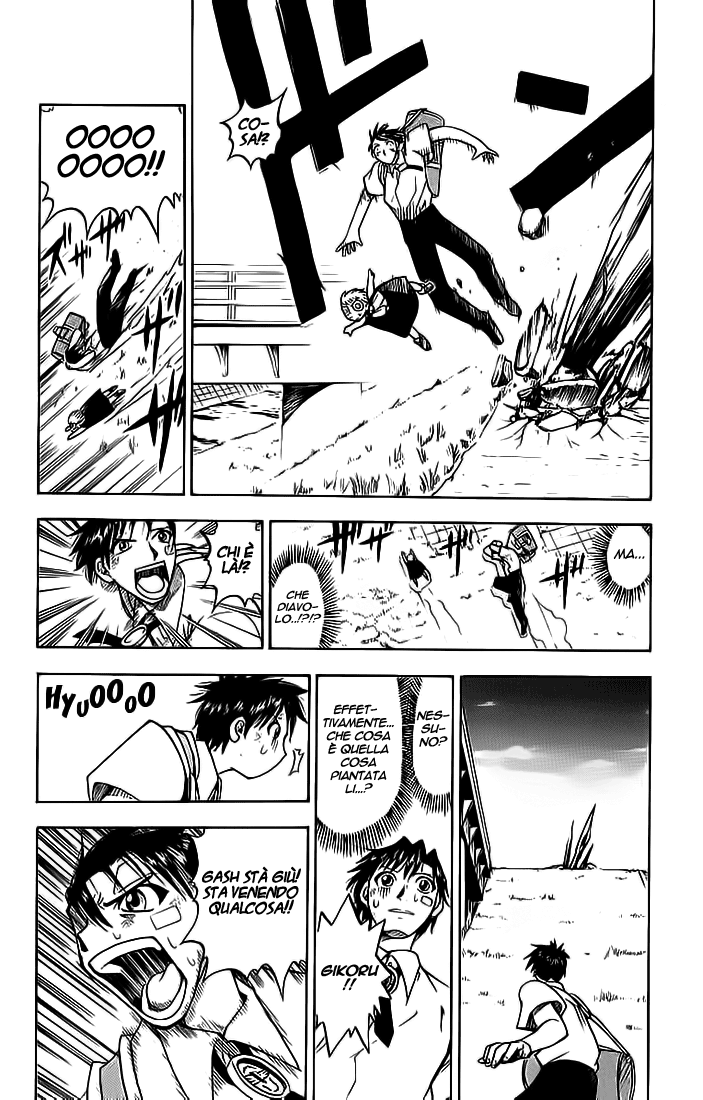 CO-
SA!?
OOOO
OOOO!!
MA...
CHE
DIAVO-
LO..!?!?
CHI È
LÀ!?
NES-
SU-
NO?
EFFET-
TIVAMENTE...
CHE COSA
È QUELLA
COSA
PIANTATA
LI...?
GIKORU
!!
HyuOOoO
GASH STÀ GIÙ!
STA VENENDO
QUALCOSA!!